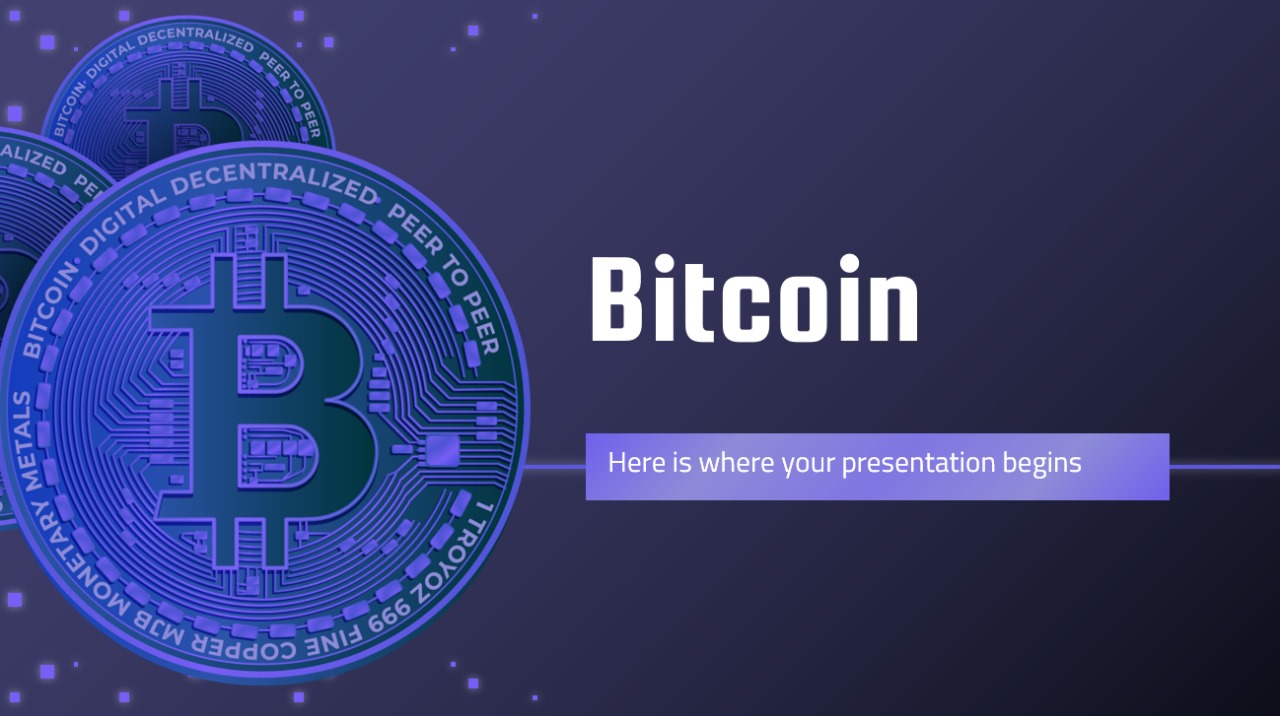 BITCOIN· DIGITAL DECENTRALIZED PEER TO PEER
ALIZED PE
BITCOIN· DIGITAL DECENTRALIZED PEER TO PEER
1 TROYOZ 999 FINE COPPER MJB MONETARY METALS
Bitcoin
Here is where your presentation begins